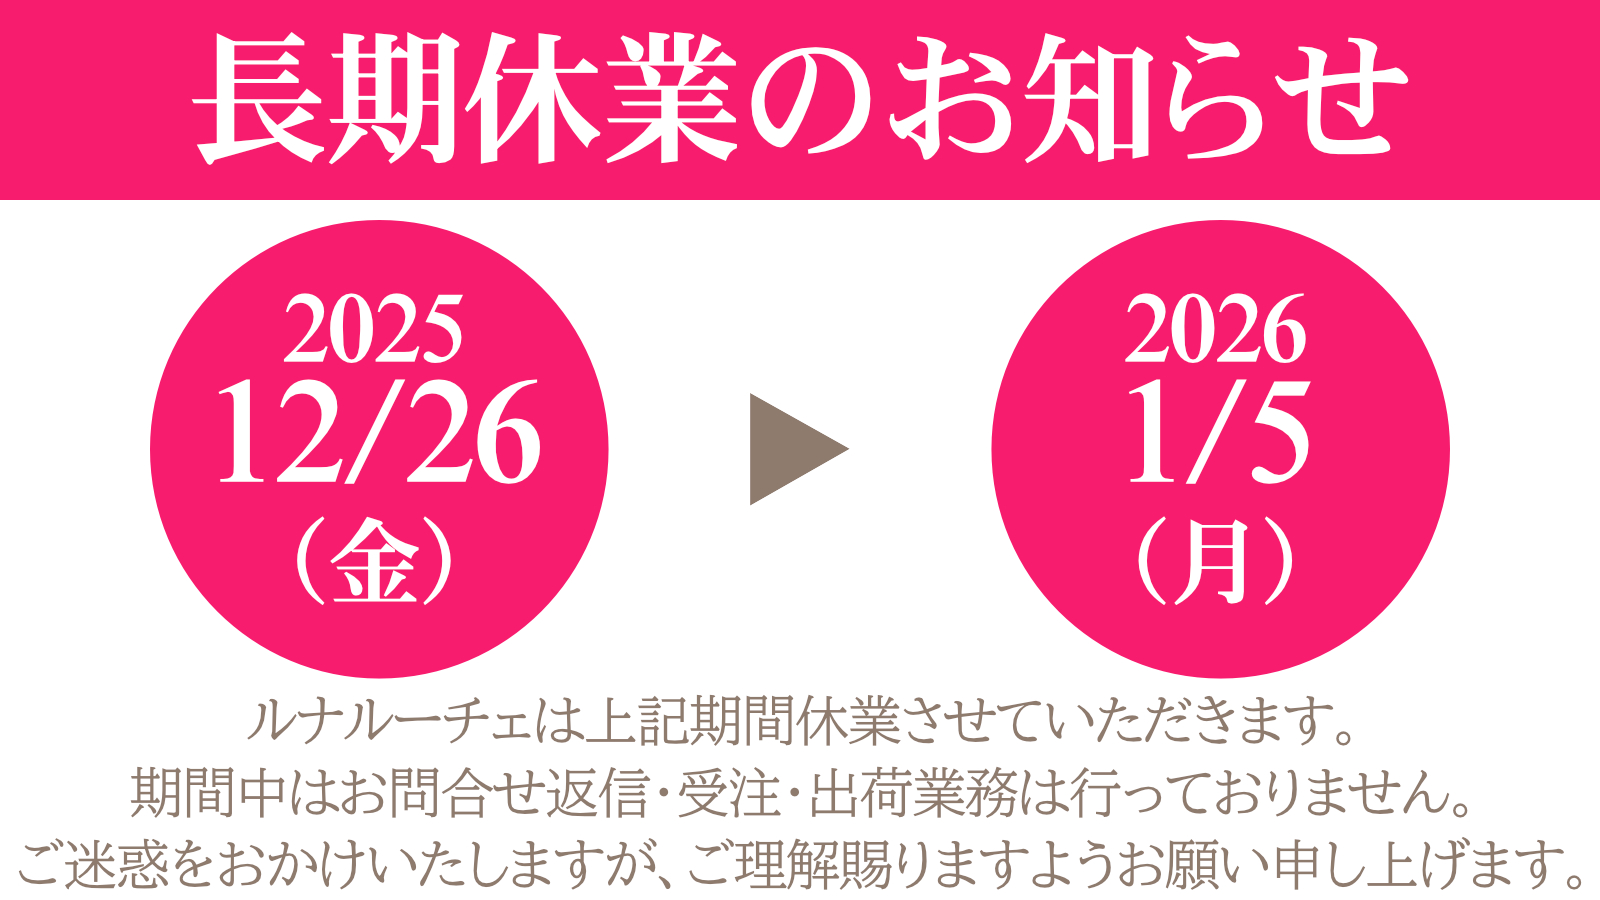 長期休業のお知らせ
2025
12/26
（金）
2026
1/5
（月）
ルナルーチェは上記期間休業させていただきます。
期間中はお問合せ返信・受注・出荷業務は行っておりません。
ご迷惑をおかけいたしますが、ご理解賜りますようお願い申し上げます。